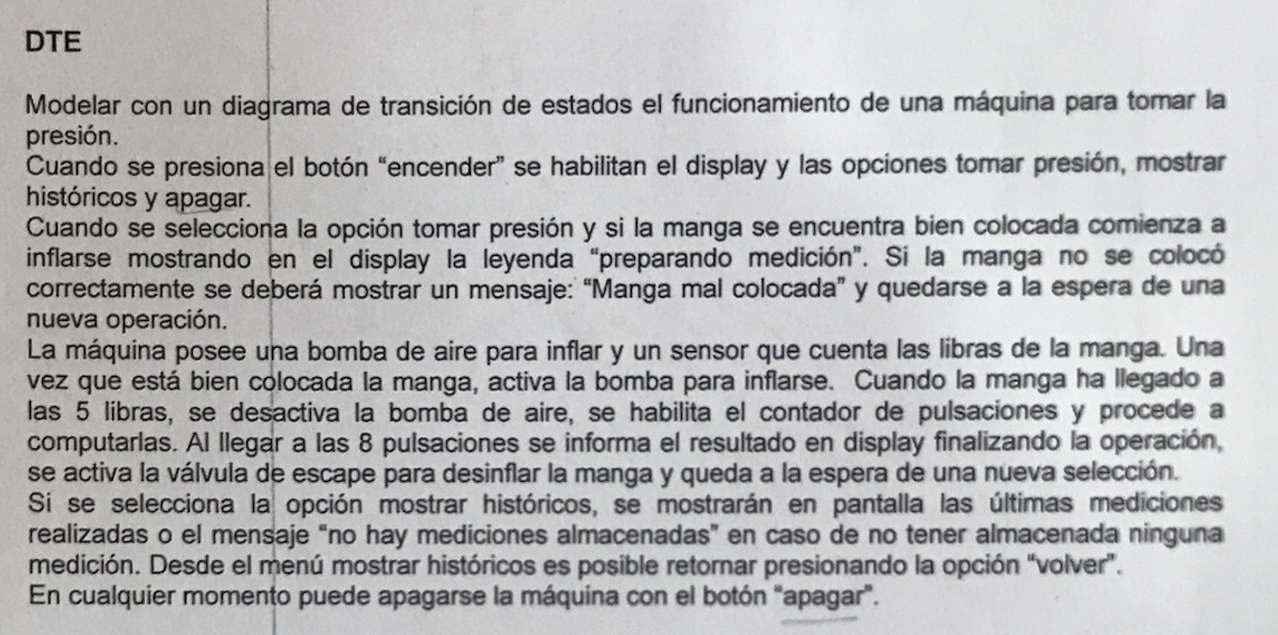 DTE
Modelar con un diagrama de transición de estados el funcionamiento de una máquina para tomar la
presión.
Cuando se presiona el botón “encender” se habilitan el display y las opciones tomar presión, mostrar
históricos y apagar.
Cuando se selecciona la opción tomar presión y si la manga se encuentra bien colocada comienza a
inflarse mostrando en el display la leyenda “preparando medición”. Si la manga no se colocó
correctamente se deberá mostrar un mensaje: “Manga mal colocada” y quedarse a la espera de una
nueva operación.
La máquina posee una bomba de aire para inflar y un sensor que cuenta las libras de la manga. Una
vez que está bien colocada la manga, activa la bomba para inflarse. Cuando la manga ha llegado a
las 5 libras, se desactiva la bomba de aire, se habilita el contador de pulsaciones y procede a
computarlas. Al llegar a las 8 pulsaciones se informa el resultado en display finalizando la operación,
se activa la válvula de escape para desinflar la manga y queda a la espera de una nueva selección.
Si se selecciona la opción mostrar históricos, se mostrarán en pantalla las últimas mediciones
realizadas o el mensaje “no hay mediciones almacenadas” en caso de no tener almacenada ninguna
medición. Desde el menú mostrar históricos es posible retornar presionando la opción “volver”.
En cualquier momento puede apagarse la máquina con el botón “apagar”.